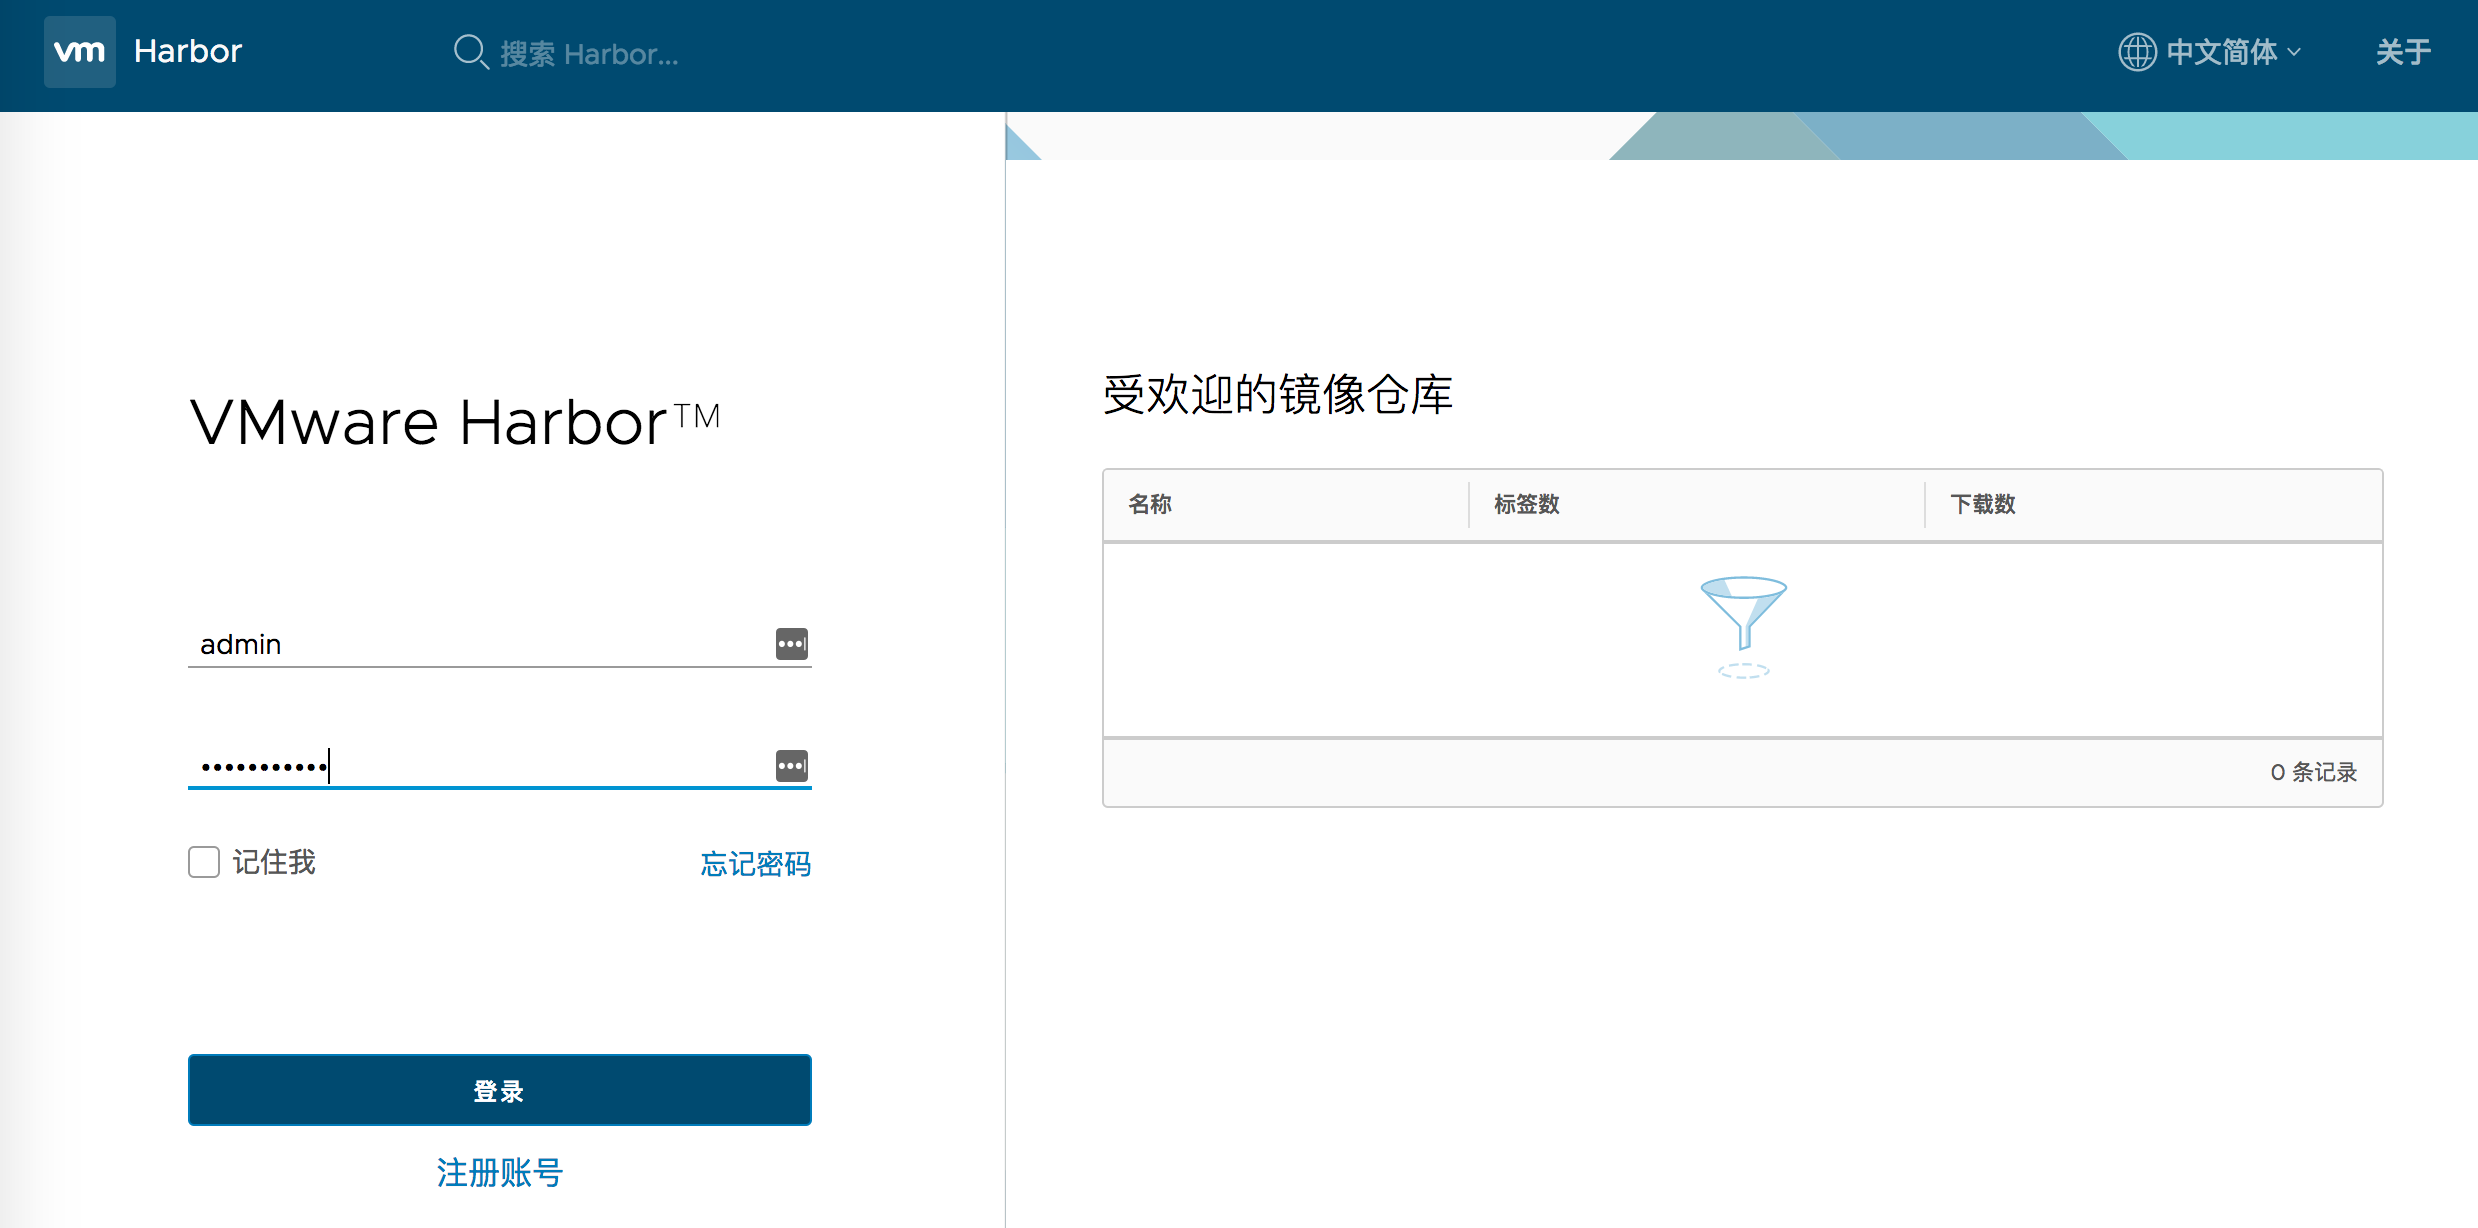 vm Harbor 搜索 Harbor... 中文简体 关于
VMware Harbor™
admin
•••••••••••
记住我 忘记密码
登录
注册账号
受欢迎的镜像仓库
名称 标签数 下载数
0 条记录